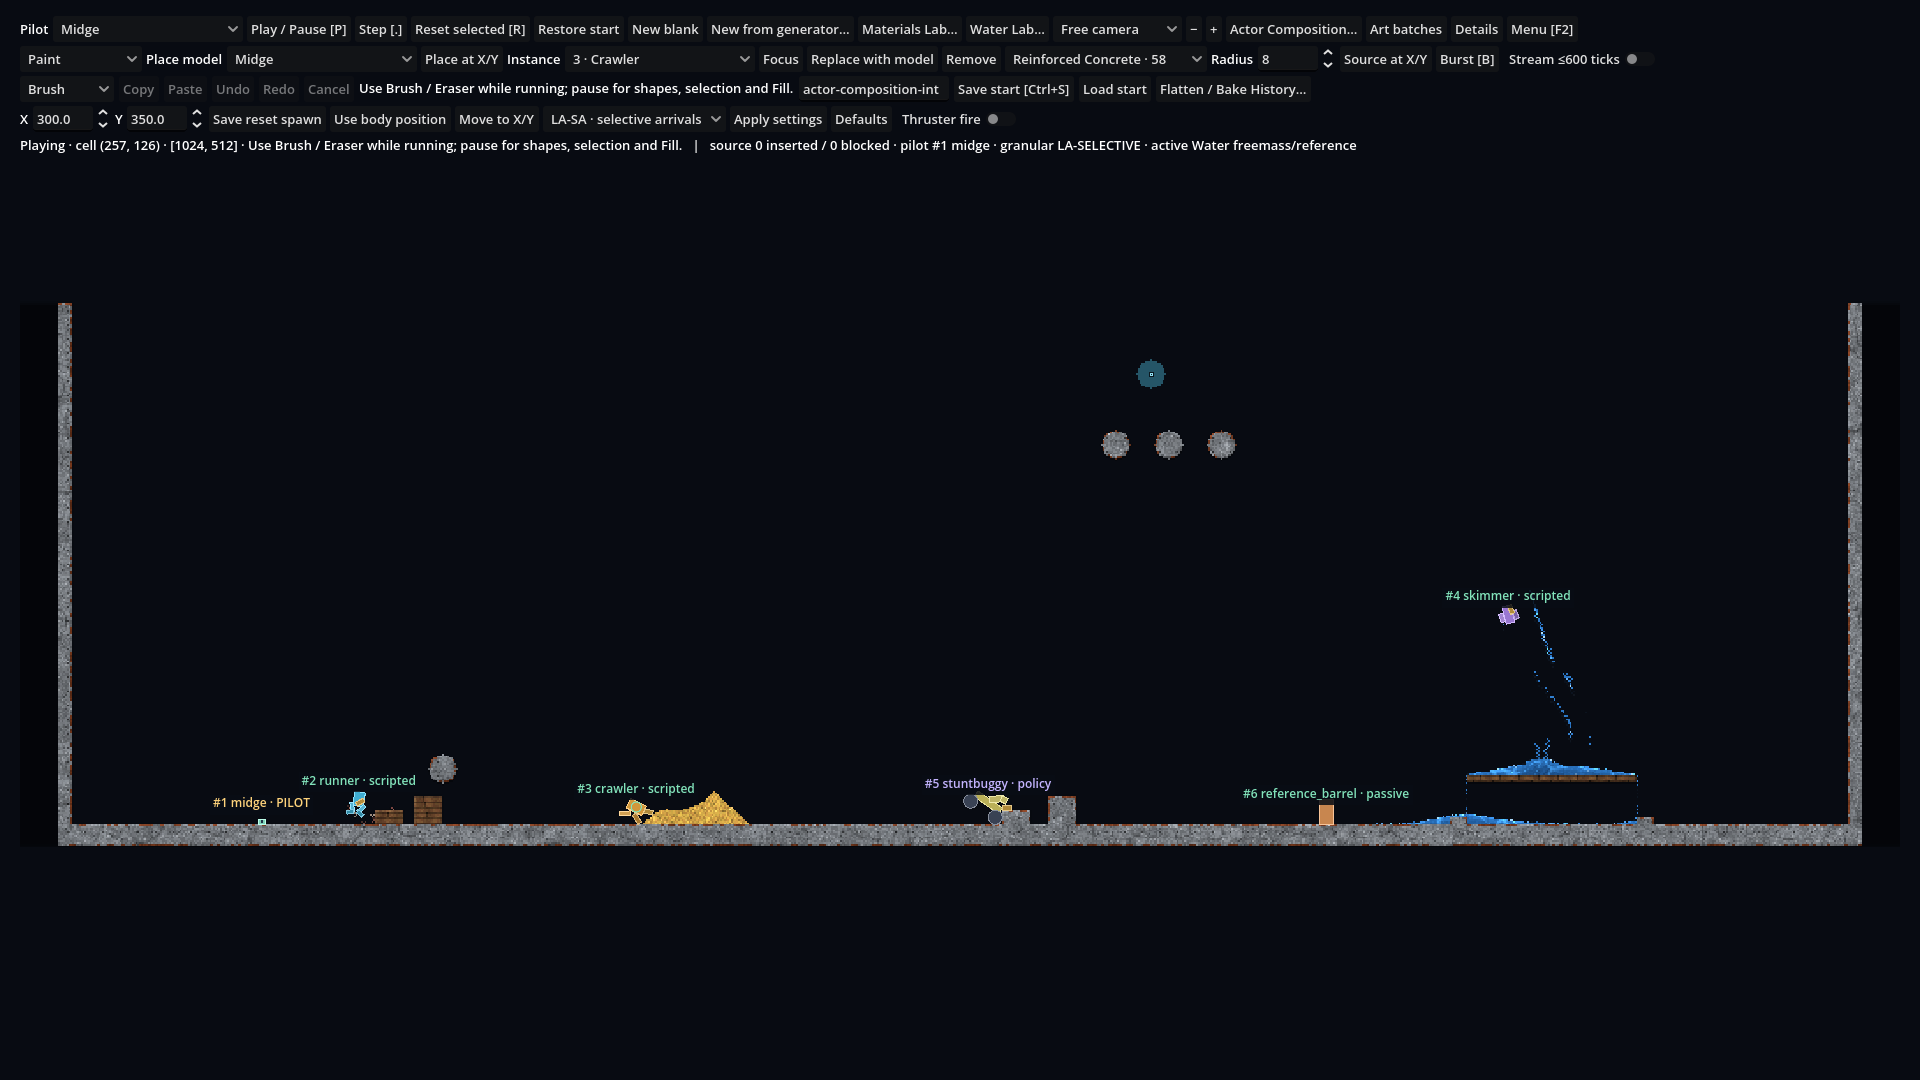 Pilot Midge Play / Pause [P] Step [.] Reset selected [R] Restore start New blank New from generator... Materials Lab... Water Lab... Free camera − + Actor Composition... Art batches Details Menu [F2]
Paint Place model Midge Place at X/Y Instance 3 · Crawler Focus Replace with model Remove Reinforced Concrete · 58 Radius 8 Source at X/Y Burst [B] Stream ≤600 ticks
Brush Copy Paste Undo Redo Cancel Use Brush / Eraser while running; pause for shapes, selection and Fill. actor-composition-int Save start [Ctrl+S] Load start Flatten / Bake History...
X 300.0 Y 350.0 Save reset spawn Use body position Move to X/Y LA-SA · selective arrivals Apply settings Defaults Thruster fire
Playing · cell (257, 126) · [1024, 512] · Use Brush / Eraser while running; pause for shapes, selection and Fill. | source 0 inserted / 0 blocked · pilot #1 midge · granular LA-SELECTIVE · active Water freemass/reference
#4 skimmer · scripted
#2 runner · scripted
#5 stuntbuggy · policy
#3 crawler · scripted
#6 reference_barrel · passive
#1 midge · PILOT